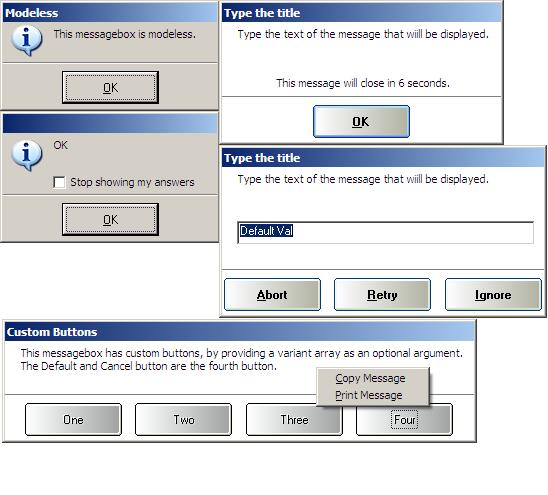 Modeless
This messagebox is modeless.
OK
Type the title
Type the text of the message that wiill be displayed.
This message will close in 6 seconds.
OK
OK
Stop showing my answers
OK
Type the title
Type the text of the message that wiill be displayed.
Default Val
Abort Retry Ignore
Custom Buttons
This messagebox has custom buttons, by providing a variant array as an optional argument.
The Default and Cancel button are the fourth button.
Copy Message
Print Message
One Two Three Four